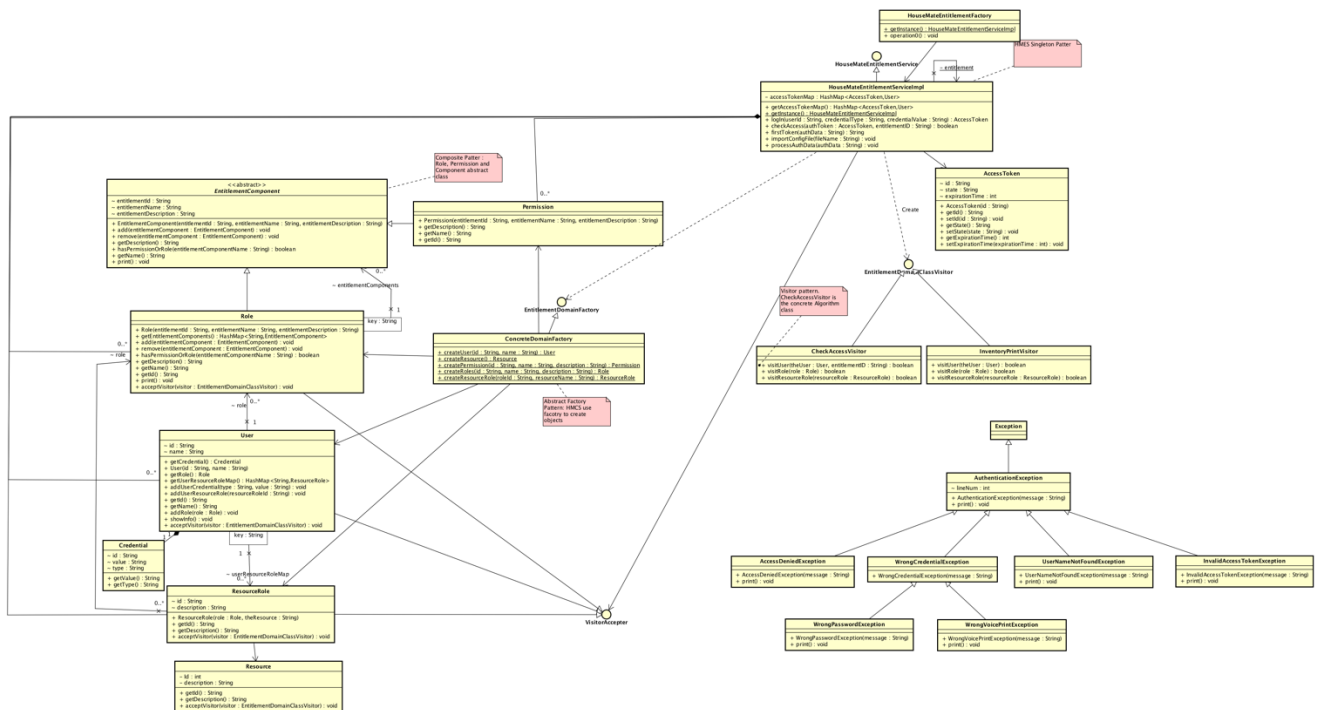 HouseMateEntitlementFactory
+ getInstance() : HouseMateEntitlementServiceImpl
+ operation0() : void
HMES Singleton Patter
HouseMateEntitlementService
~ entitlement
HouseMateEntitlementServiceImpl
~ accessTokenMap : HashMap<AccessToken,User>
+ getAccessTokenMap() : HashMap<AccessToken,User>
+ getInstance() : HouseMateEntitlementServiceImpl
+ login(userId : String, credentialType : String, credentialValue : String) : AccessToken
+ checkAccess(authToken : AccessToken, entitlementID : String) : boolean
+ firstToken(authData : String) : String
+ importConfigFile(fileName : String) : void
+ processAuthData(authData : String) : void
Composite Patter :
Role, Permission and
Component abstract
class
<<abstract>>
EntitlementComponent
~ entitlementId : String
~ entitlementName : String
~ entitlementDescription : String
+ EntitlementComponent(entitlementId : String, entitlementName : String, entitlementDescription : String)
+ add(entitlementComponent : EntitlementComponent) : void
+ remove(entitlementComponent : EntitlementComponent) : void
+ getDescription() : String
+ hasPermissionOrRole(entitlementComponentName : String) : boolean
+ getName() : String
+ print() : void
0..*
Permission
+ Permission(entitlementId : String, entitlementName : String, entitlementDescription : String)
+ getDescription() : String
+ getName() : String
+ getId() : String
AccessToken
~ id : String
~ state : String
~ expirationTime : int
+ AccessToken(id : String)
+ getId() : String
+ setId(id : String) : void
+ getState() : String
+ setState(state : String) : void
+ getExpirationTime() : int
+ setExpirationTime(expirationTime : int) : void
Create
EntitlementDomainClassVisitor
0..*
~ entitlementComponents
1
key : String
Visitor pattern.
CheckAccessVisitor is
the concrete Algorithm
class
EntitlementDomainFactory
Role
+ Role(entitlementId : String, entitlementName : String, entitlementDescription : String)
+ getEntitlementComponents() : HashMap<String,EntitlementComponent>
+ add(entitlementComponent : EntitlementComponent) : void
+ remove(entitlementComponent : EntitlementComponent) : void
+ hasPermissionOrRole(entitlementComponentName : String) : boolean
+ getDescription() : String
+ getName() : String
+ getId() : String
+ print() : void
+ acceptVisitor(visitor : EntitlementDomainClassVisitor) : void
0..*
~ role
ConcreteDomainFactory
+ createUser(id : String, name : String) : User
+ createResource() : Resource
+ createPermission(id : String, name : String, description : String) : Permission
+ createRole(s id : String, name : String, description : String) : Role
+ createResourceRole(roleId : String, resourceName : String) : ResourceRole
CheckAccessVisitor
+ visitUser(theUser : User, entitlementID : String) : boolean
+ visitRole(role : Role) : boolean
+ visitResourceRole(ressourceRole : ResourceRole) : boolean
InventoryPrintVisitor
+ visitUser(theUser : User) : boolean
+ visitRole(role : Role) : boolean
+ visitResourceRole(ressourceRole : ResourceRole) : boolean
Abstract Factory
Pattern: HMCS use
facotry to create
objects
0..*
~ role
1
User
~ id : String
~ name : String
+ getCredential() : Credential
+ User(id : String, name : String)
+ getRole() : Role
+ getUserResourceRoleMap() : HashMap<String,ResourceRole>
+ addUserCredential(type : String, value : String) : void
+ addUserResourceRole(resourceRoleId : String) : void
+ getId() : String
+ getName() : String
+ addRole(role : Role) : void
+ showInfo() : void
+ acceptVisitor(visitor : EntitlementDomainClassVisitor) : void
0..*
Exception
AuthenticationException
~ lineNum : int
+ AuthenticationException(message : String)
+ print() : void
key : String
1
Credential
~ id : String
~ value : String
~ type : String
+ getValue() : String
+ getType() : String
~ userResourceRoleMap
0..*
AccessDeniedException
+ AccessDeniedException(message : String)
+ print() : void
WrongCredentialException
+ WrongCredentialException(message : String)
UserNameNotFoundException
+ UserNameNotFoundException(message : String)
+ print() : void
InvalidAccessTokenException
+ InvalidAccessTokenException(message : String)
+ print() : void
ResourceRole
~ id : String
~ description : String
+ ResourceRole(role : Role, theResource : String)
+ getId() : String
+ getDescription() : String
+ acceptVisitor(visitor : EntitlementDomainClassVisitor) : void
0..*
VisitorAccepter
WrongPasswordException
+ WrongPasswordException(message : String)
+ print() : void
WrongVoicePrintException
+ WrongVoicePrintException(message : String)
+ print() : void
Resource
~ id : int
~ description : String
+ getId() : String
+ getDescription() : String
+ acceptVisitor(visitor : EntitlementDomainClassVisitor) : void